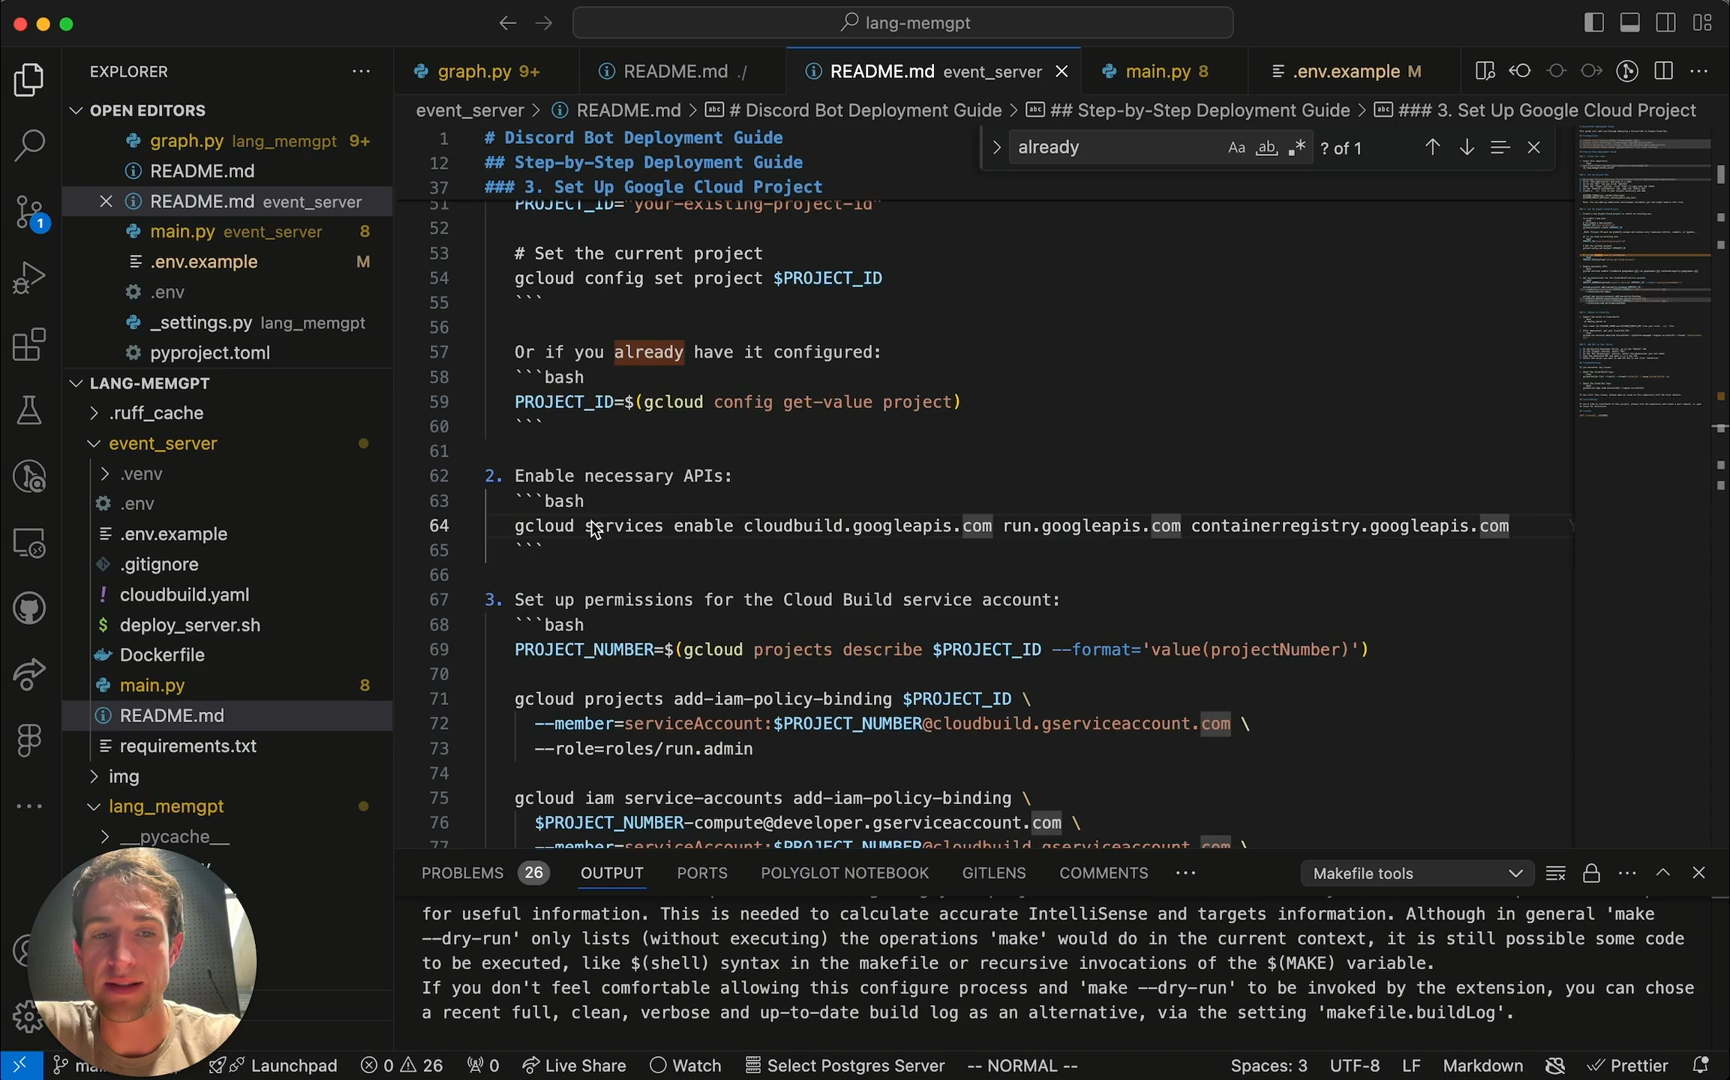 lang-memgpt
EXPLORER
graph.py 9+
README.md ./
README.md event_server
main.py 8
.env.example M
OPEN EDITORS
graph.py lang_memgpt 9+
README.md
README.md event_server
main.py event_server 8
.env.example M
.env
_settings.py lang_memgpt
pyproject.toml
LANG-MEMGPT
.ruff_cache
event_server
.venv
.env
.env.example
.gitignore
cloudbuild.yaml
deploy_server.sh
Dockerfile
main.py 8
README.md
requirements.txt
img
lang_memgpt
__pycache__
1
event_server > README.md > # Discord Bot Deployment Guide > ## Step-by-Step Deployment Guide > ### 3. Set Up Google Cloud Project
already Aa ab ? of 1
1 # Discord Bot Deployment Guide
12 ## Step-by-Step Deployment Guide
37 ### 3. Set Up Google Cloud Project
51 PROJECT_ID="your-existing-project-id"
52
53 # Set the current project
54 gcloud config set project $PROJECT_ID
55 ```
56
57 Or if you already have it configured:
58 ```bash
59 PROJECT_ID=$(gcloud config get-value project)
60 ```
61
62 2. Enable necessary APIs:
63 ```bash
64 gcloud services enable cloudbuild.googleapis.com run.googleapis.com containerregistry.googleapis.com
65 ```
66
67 3. Set up permissions for the Cloud Build service account:
68 ```bash
69 PROJECT_NUMBER=$(gcloud projects describe $PROJECT_ID --format='value(projectNumber)')
70
71 gcloud projects add-iam-policy-binding $PROJECT_ID \
72 --member=serviceAccount:$PROJECT_NUMBER@cloudbuild.gserviceaccount.com \
73 --role=roles/run.admin
74
75 gcloud iam service-accounts add-iam-policy-binding \
76 $PROJECT_NUMBER-compute@developer.gserviceaccount.com \
77 --member=serviceAccount:$PROJECT_NUMBER@cloudbuild.gserviceaccount.com \
PROBLEMS 26 OUTPUT PORTS POLYGLOT NOTEBOOK GITLENS COMMENTS Makefile tools
for useful information. This is needed to calculate accurate IntelliSense and targets information. Although in general 'make
--dry-run' only lists (without executing) the operations 'make' would do in the current context, it is still possible some code
to be executed, like $(shell) syntax in the makefile or recursive invocations of the $(MAKE) variable.
If you don't feel comfortable allowing this configure process and 'make --dry-run' to be invoked by the extension, you can chose
a recent full, clean, verbose and up-to-date build log as an alternative, via the setting 'makefile.buildLog'.
Launchpad 0 26 0 Live Share Watch Select Postgres Server -- NORMAL -- Spaces: 3 UTF-8 LF Markdown Prettier